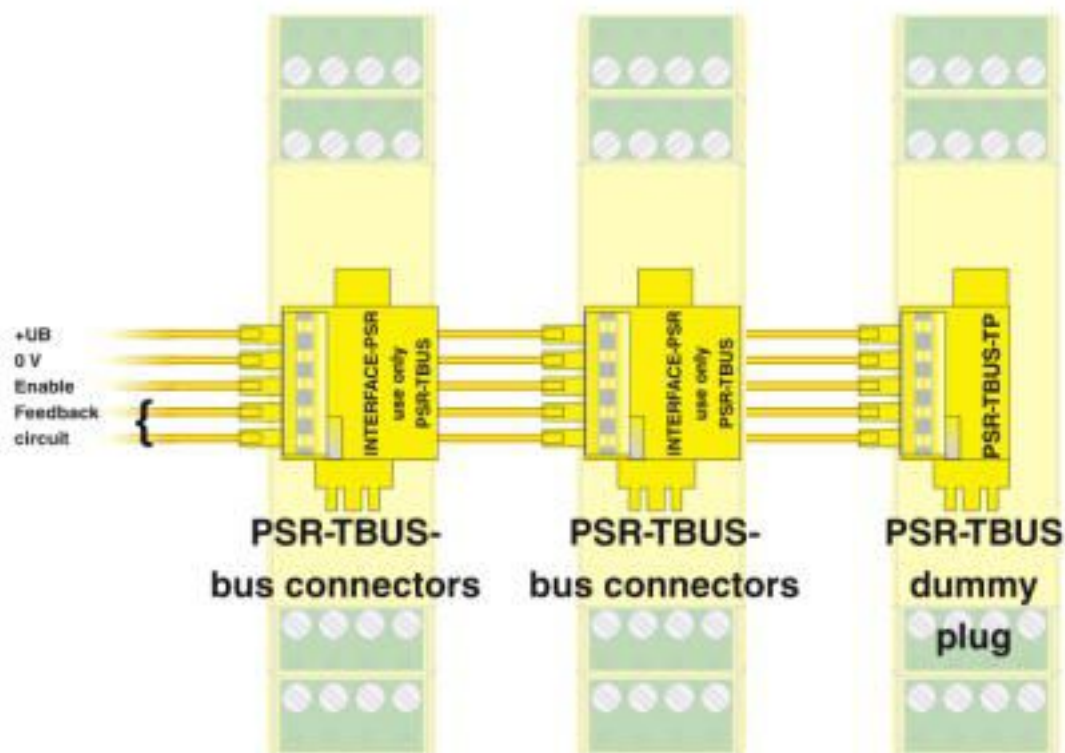 +UB
0 V
Enable
Feedback
circuit
{
INTERFACE-PSR
use only
PSR-TBUS
INTERFACE-PSR
use only
PSR-TBUS
PSR-TBUS-TP
PSR-TBUS-
bus connectors
PSR-TBUS-
bus connectors
PSR-TBUS
dummy
plug